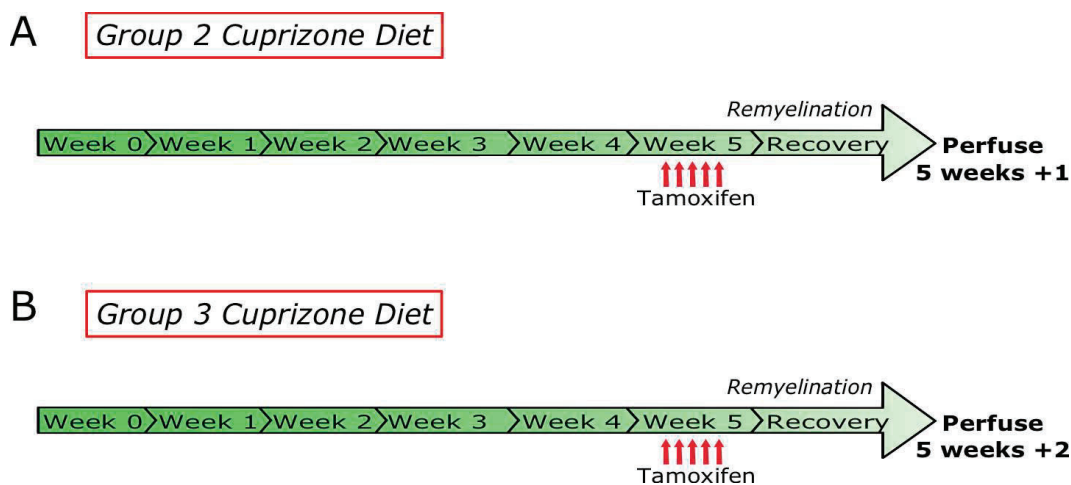 A
Group 2 Cuprizone Diet
Remyelination
Week 0 Week 1 Week 2 Week 3 Week 4 Week 5 Recovery
Perfuse
5 weeks +1
Tamoxifen
B
Group 3 Cuprizone Diet
Remyelination
Week 0 Week 1 Week 2 Week 3 Week 4 Week 5 Recovery
Perfuse
5 weeks +2
Tamoxifen